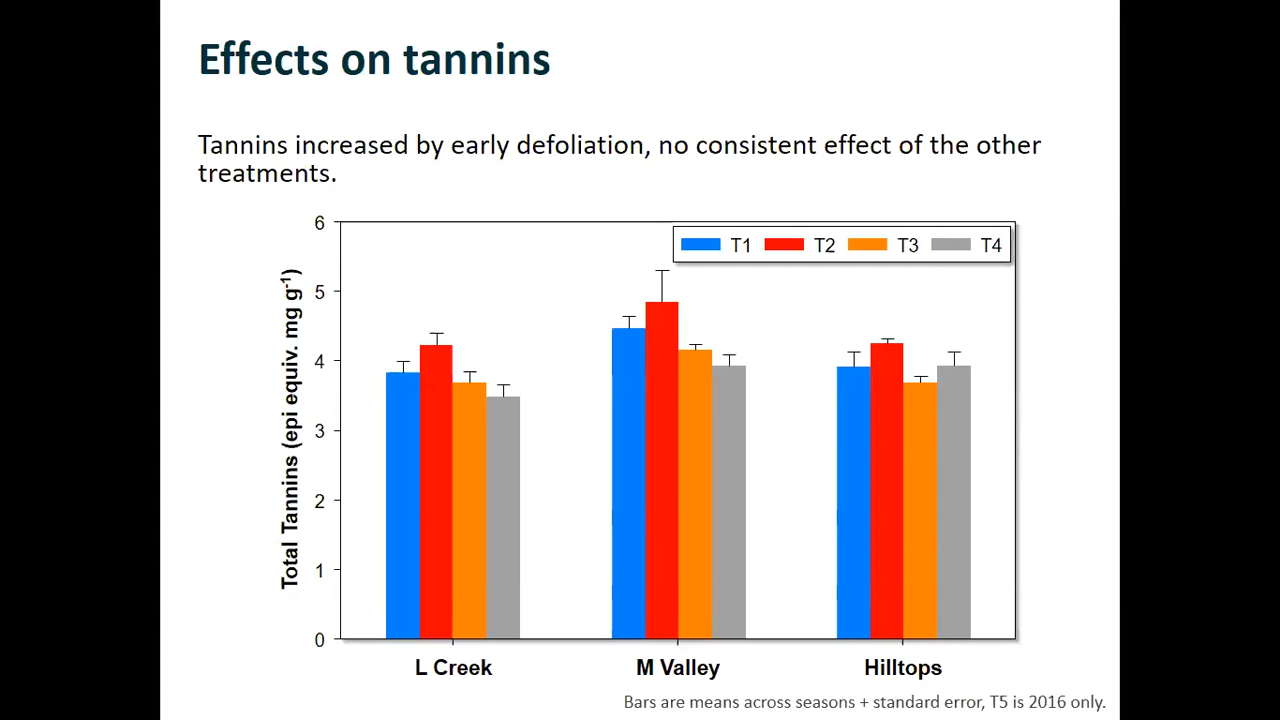 Effects on tannins
Tannins increased by early defoliation, no consistent effect of the other
treatments.
6
5
4
3
2
1
0
Total Tannins (epi equiv. mg g⁻¹)
T1 T2 T3 T4
L Creek M Valley Hilltops
Bars are means across seasons + standard error, T5 is 2016 only.